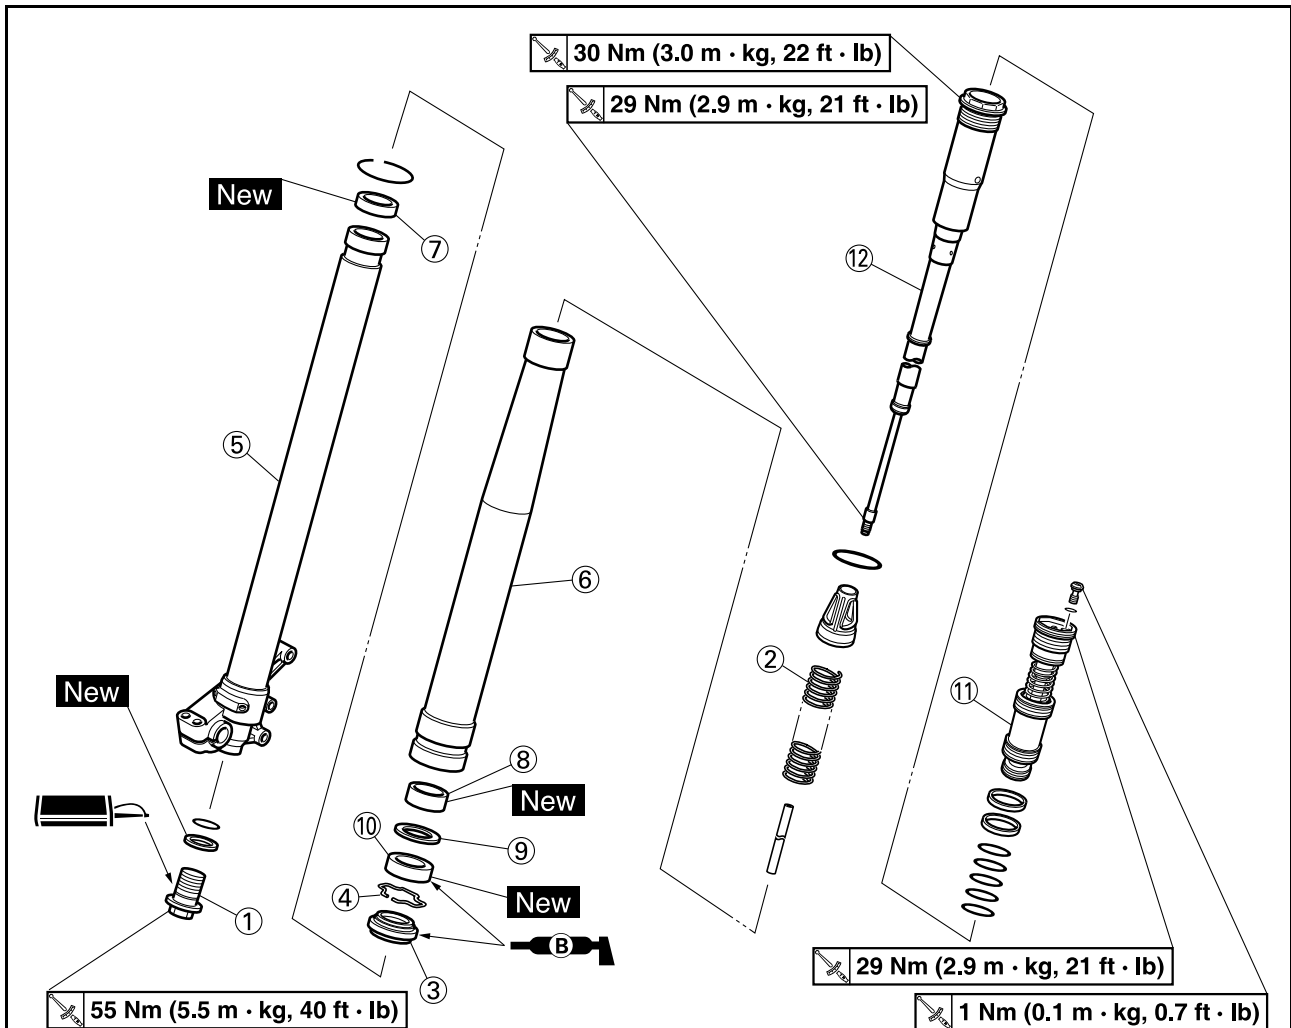 30 Nm (3.0 m · kg, 22 ft · lb)
29 Nm (2.9 m · kg, 21 ft · lb)
New
⑦
⑫
⑤
⑥
②
New
⑪
⑧
New
⑩
⑨
④
New
①
B
③
29 Nm (2.9 m · kg, 21 ft · lb)
55 Nm (5.5 m · kg, 40 ft · lb)
1 Nm (0.1 m · kg, 0.7 ft · lb)